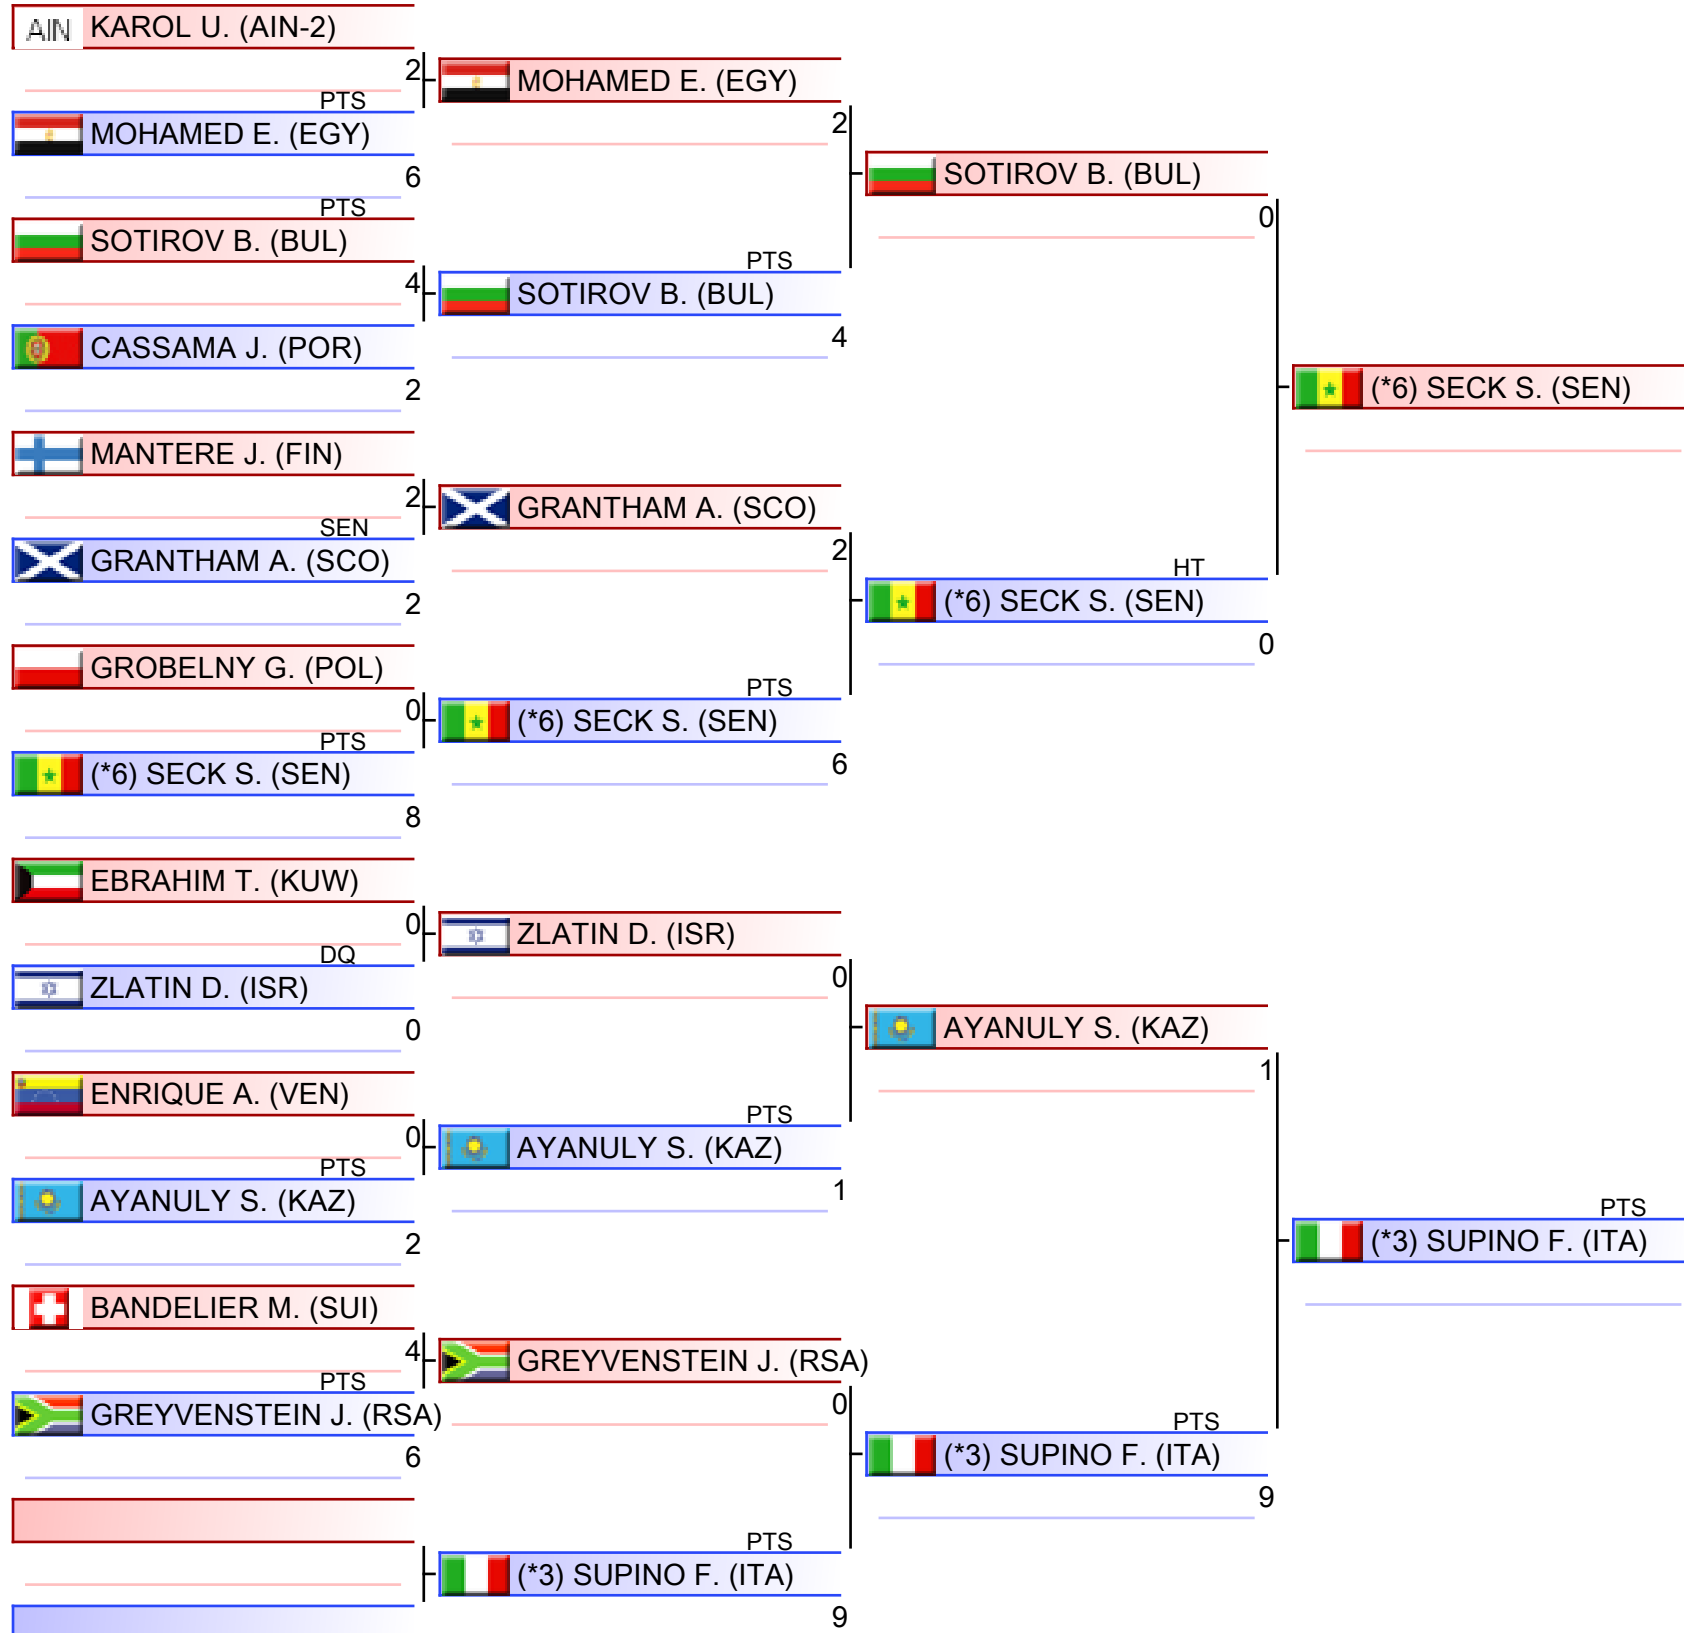 AIN KAROL U. (AIN-2)
2
PTS
MOHAMED E. (EGY)
6
PTS
SOTIROV B. (BUL)
4
CASSAMA J. (POR)
2
MANTERE J. (FIN)
2
SEN
GRANTHAM A. (SCO)
2
GROBELNY G. (POL)
0
PTS
(*6) SECK S. (SEN)
8
EBRAHIM T. (KUW)
0
DQ
ZLATIN D. (ISR)
0
ENRIQUE A. (VEN)
0
PTS
AYANULY S. (KAZ)
2
BANDELIER M. (SUI)
4
PTS
GREYVENSTEIN J. (RSA)
6
MOHAMED E. (EGY)
2
PTS
SOTIROV B. (BUL)
4
GRANTHAM A. (SCO)
2
PTS
(*6) SECK S. (SEN)
6
ZLATIN D. (ISR)
0
PTS
AYANULY S. (KAZ)
1
GREYVENSTEIN J. (RSA)
0
PTS
(*3) SUPINO F. (ITA)
9
SOTIROV B. (BUL)
0
HT
(*6) SECK S. (SEN)
0
AYANULY S. (KAZ)
1
PTS
(*3) SUPINO F. (ITA)
9
(*6) SECK S. (SEN)
PTS
(*3) SUPINO F. (ITA)